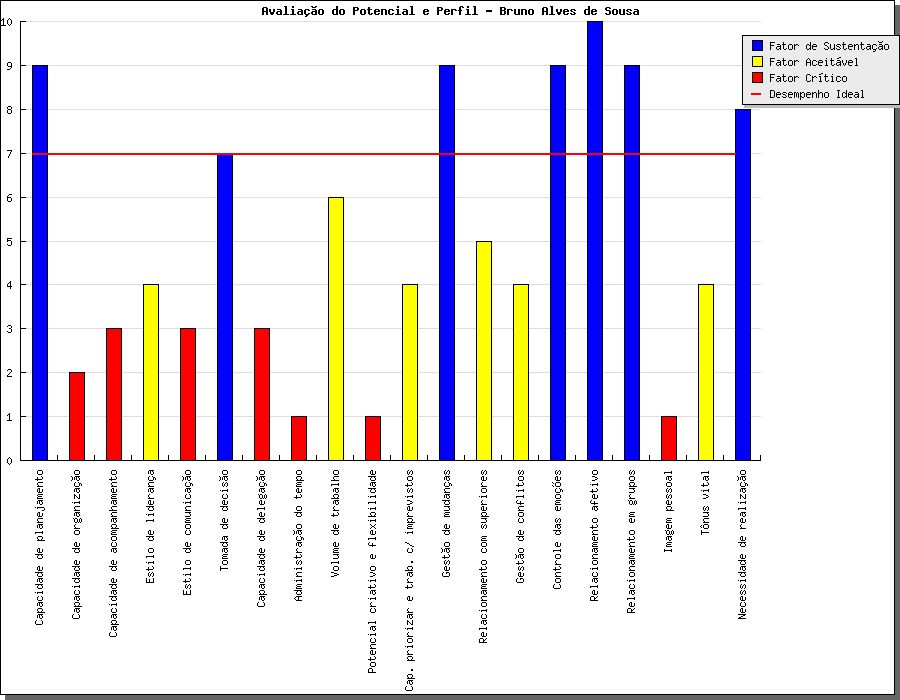 Avaliação do Potencial e Perfil - Bruno Alves de Sousa
10
9
8
7
6
5
4
3
2
1
0
Fator de Sustentação
Fator Aceitável
Fator Crítico
Desempenho Ideal
Capacidade de planejamento
Capacidade de organização
Capacidade de acompanhamento
Estilo de liderança
Estilo de comunicação
Tomada de decisão
Capacidade de delegação
Administração do tempo
Volume de trabalho
Potencial criativo e flexibilidade
Cap. priorizar e trab. c/ imprevistos
Gestão de mudanças
Relacionamento com superiores
Gestão de conflitos
Controle das emoções
Relacionamento afetivo
Relacionamento em grupos
Imagem pessoal
Tônus vital
Necessidade de realização